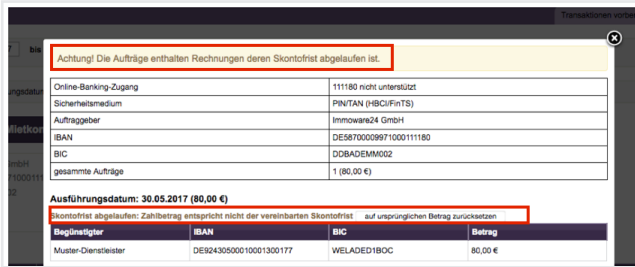 Transaktionen vorbe
7 bis
Achtung! Die Aufträge enthalten Rechnungen deren Skontofrist abgelaufen ist.
ungsdatu
Online-Banking-Zugang 111180 nicht unterstützt
Sicherheitsmedium PIN/TAN (HBCI/FinTS)
Auftraggeber Immoware24 GmbH
Mietkon
IBAN DE58700009971000111180
BIC DDBADEMM002
gesammte Aufträge 1 (80,00 €)
Ausführungsdatum: 30.05.2017 (80,00 €)
Skontofrist abgelaufen: Zahlbetrag entspricht nicht der vereinbarten Skontofrist auf ursprünglichen Betrag zurücksetzen
Begünstigter IBAN BIC Betrag
Muster-Dienstleister DE92430500010001300177 WELADED1BOC 80,00 €